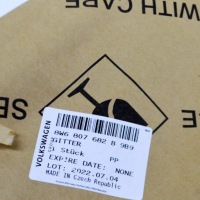 WITH CARE
SE
VOLKSWAGEN
8W6 807 682 B 9B9
GITTER
1 Stück PP
EXPIRE DATE: NONE
LOT: 2022.07.04
MADE IN Czech Republic